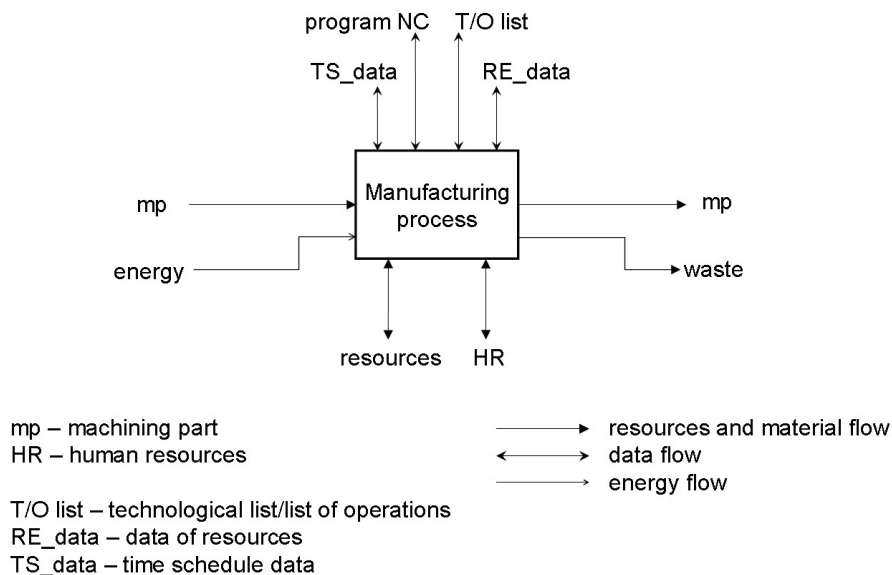 program NC T/O list
TS_data RE_data
Manufacturing
process
mp
mp
energy
waste
resources HR
mp – machining part
HR – human resources
T/O list – technological list/list of operations
RE_data – data of resources
TS_data – time schedule data
resources and material flow
data flow
energy flow